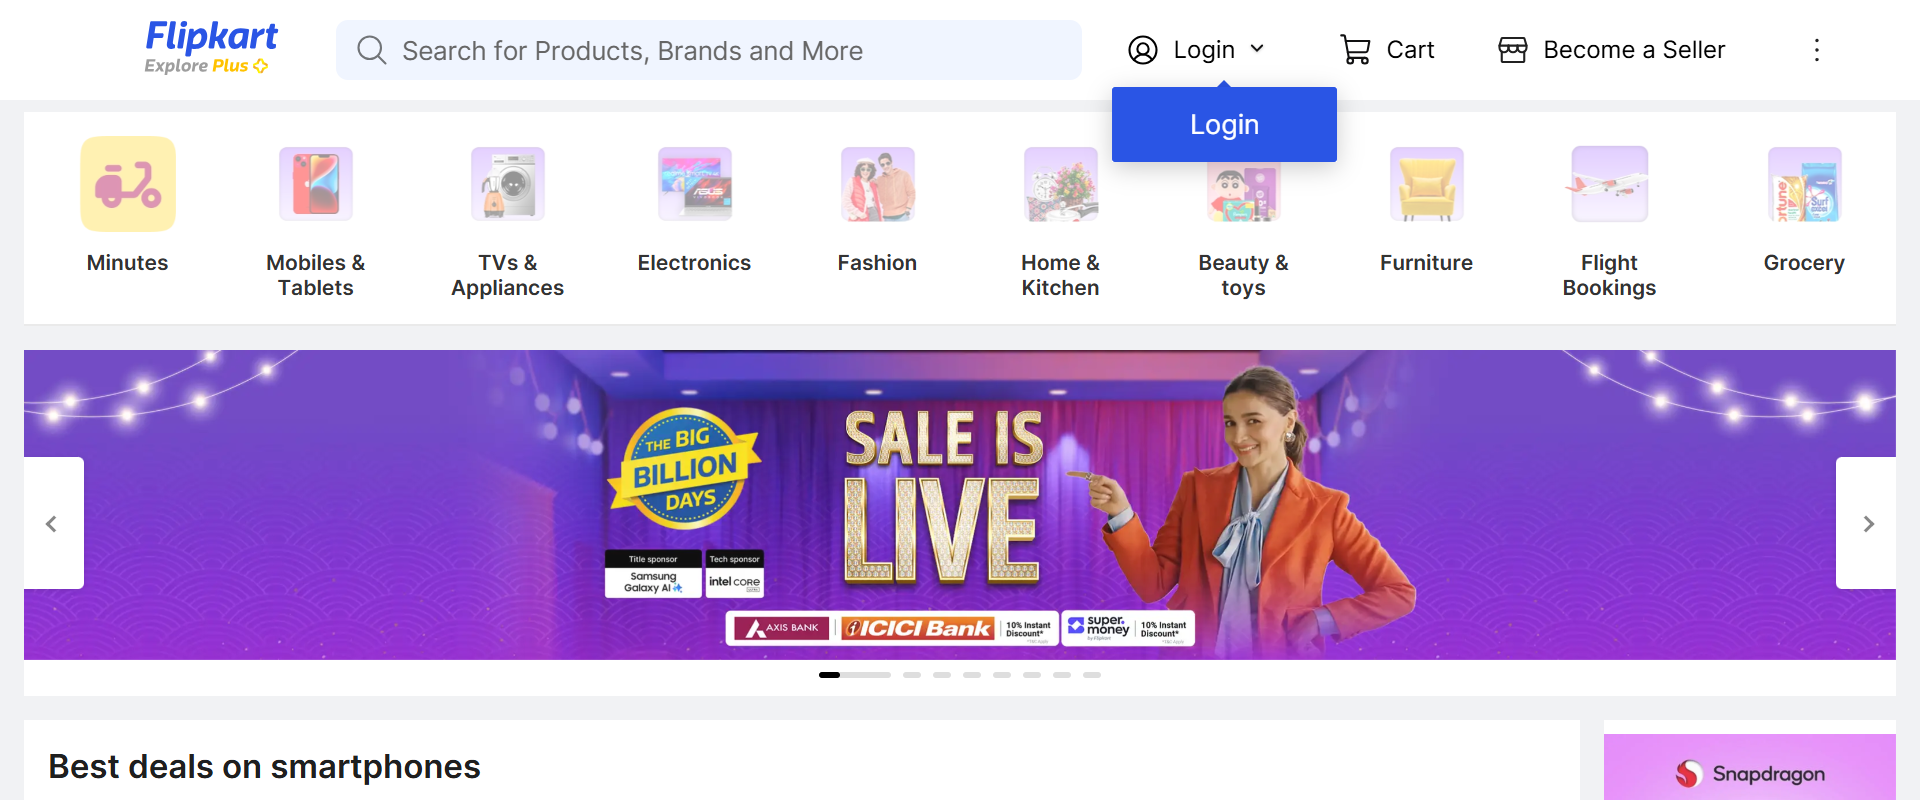 Flipkart
Explore Plus
Search for Products, Brands and More
Login
Cart
Become a Seller
Login
Minutes
Mobiles &
Tablets
TVs &
Appliances
Electronics
Fashion
Home &
Kitchen
Beauty &
toys
Furniture
Flight
Bookings
Grocery
THE BIG
BILLION
DAYS
SALE IS
LIVE
Title sponsor
Samsung
Galaxy AI
Tech sponsor
intel core
AXIS BANK
ICICI Bank
10% Instant
Discount*
super.
money
by Flipkart
10% Instant
Discount*
Best deals on smartphones
Snapdragon